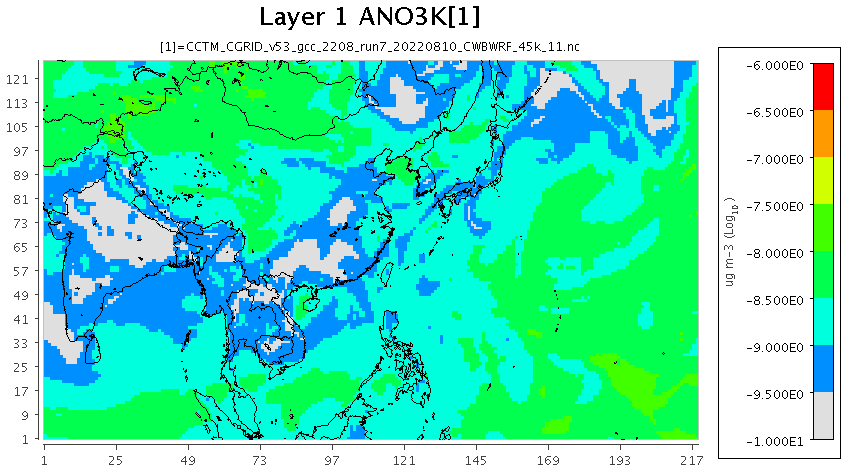 Layer 1 ANO3K[1]
[1]=CCTM_CGRID_v53_gcc_2208_run7_20220810_CWBWRF_45k_11.nc
121
113
105
97
89
81
73
65
57
49
41
33
25
17
9
1
1 25 49 73 97 121 145 169 193 217
-6.000E0
-6.500E0
-7.000E0
-7.500E0
-8.000E0
-8.500E0
-9.000E0
-9.500E0
-1.000E1
ug m-3 (Log10)